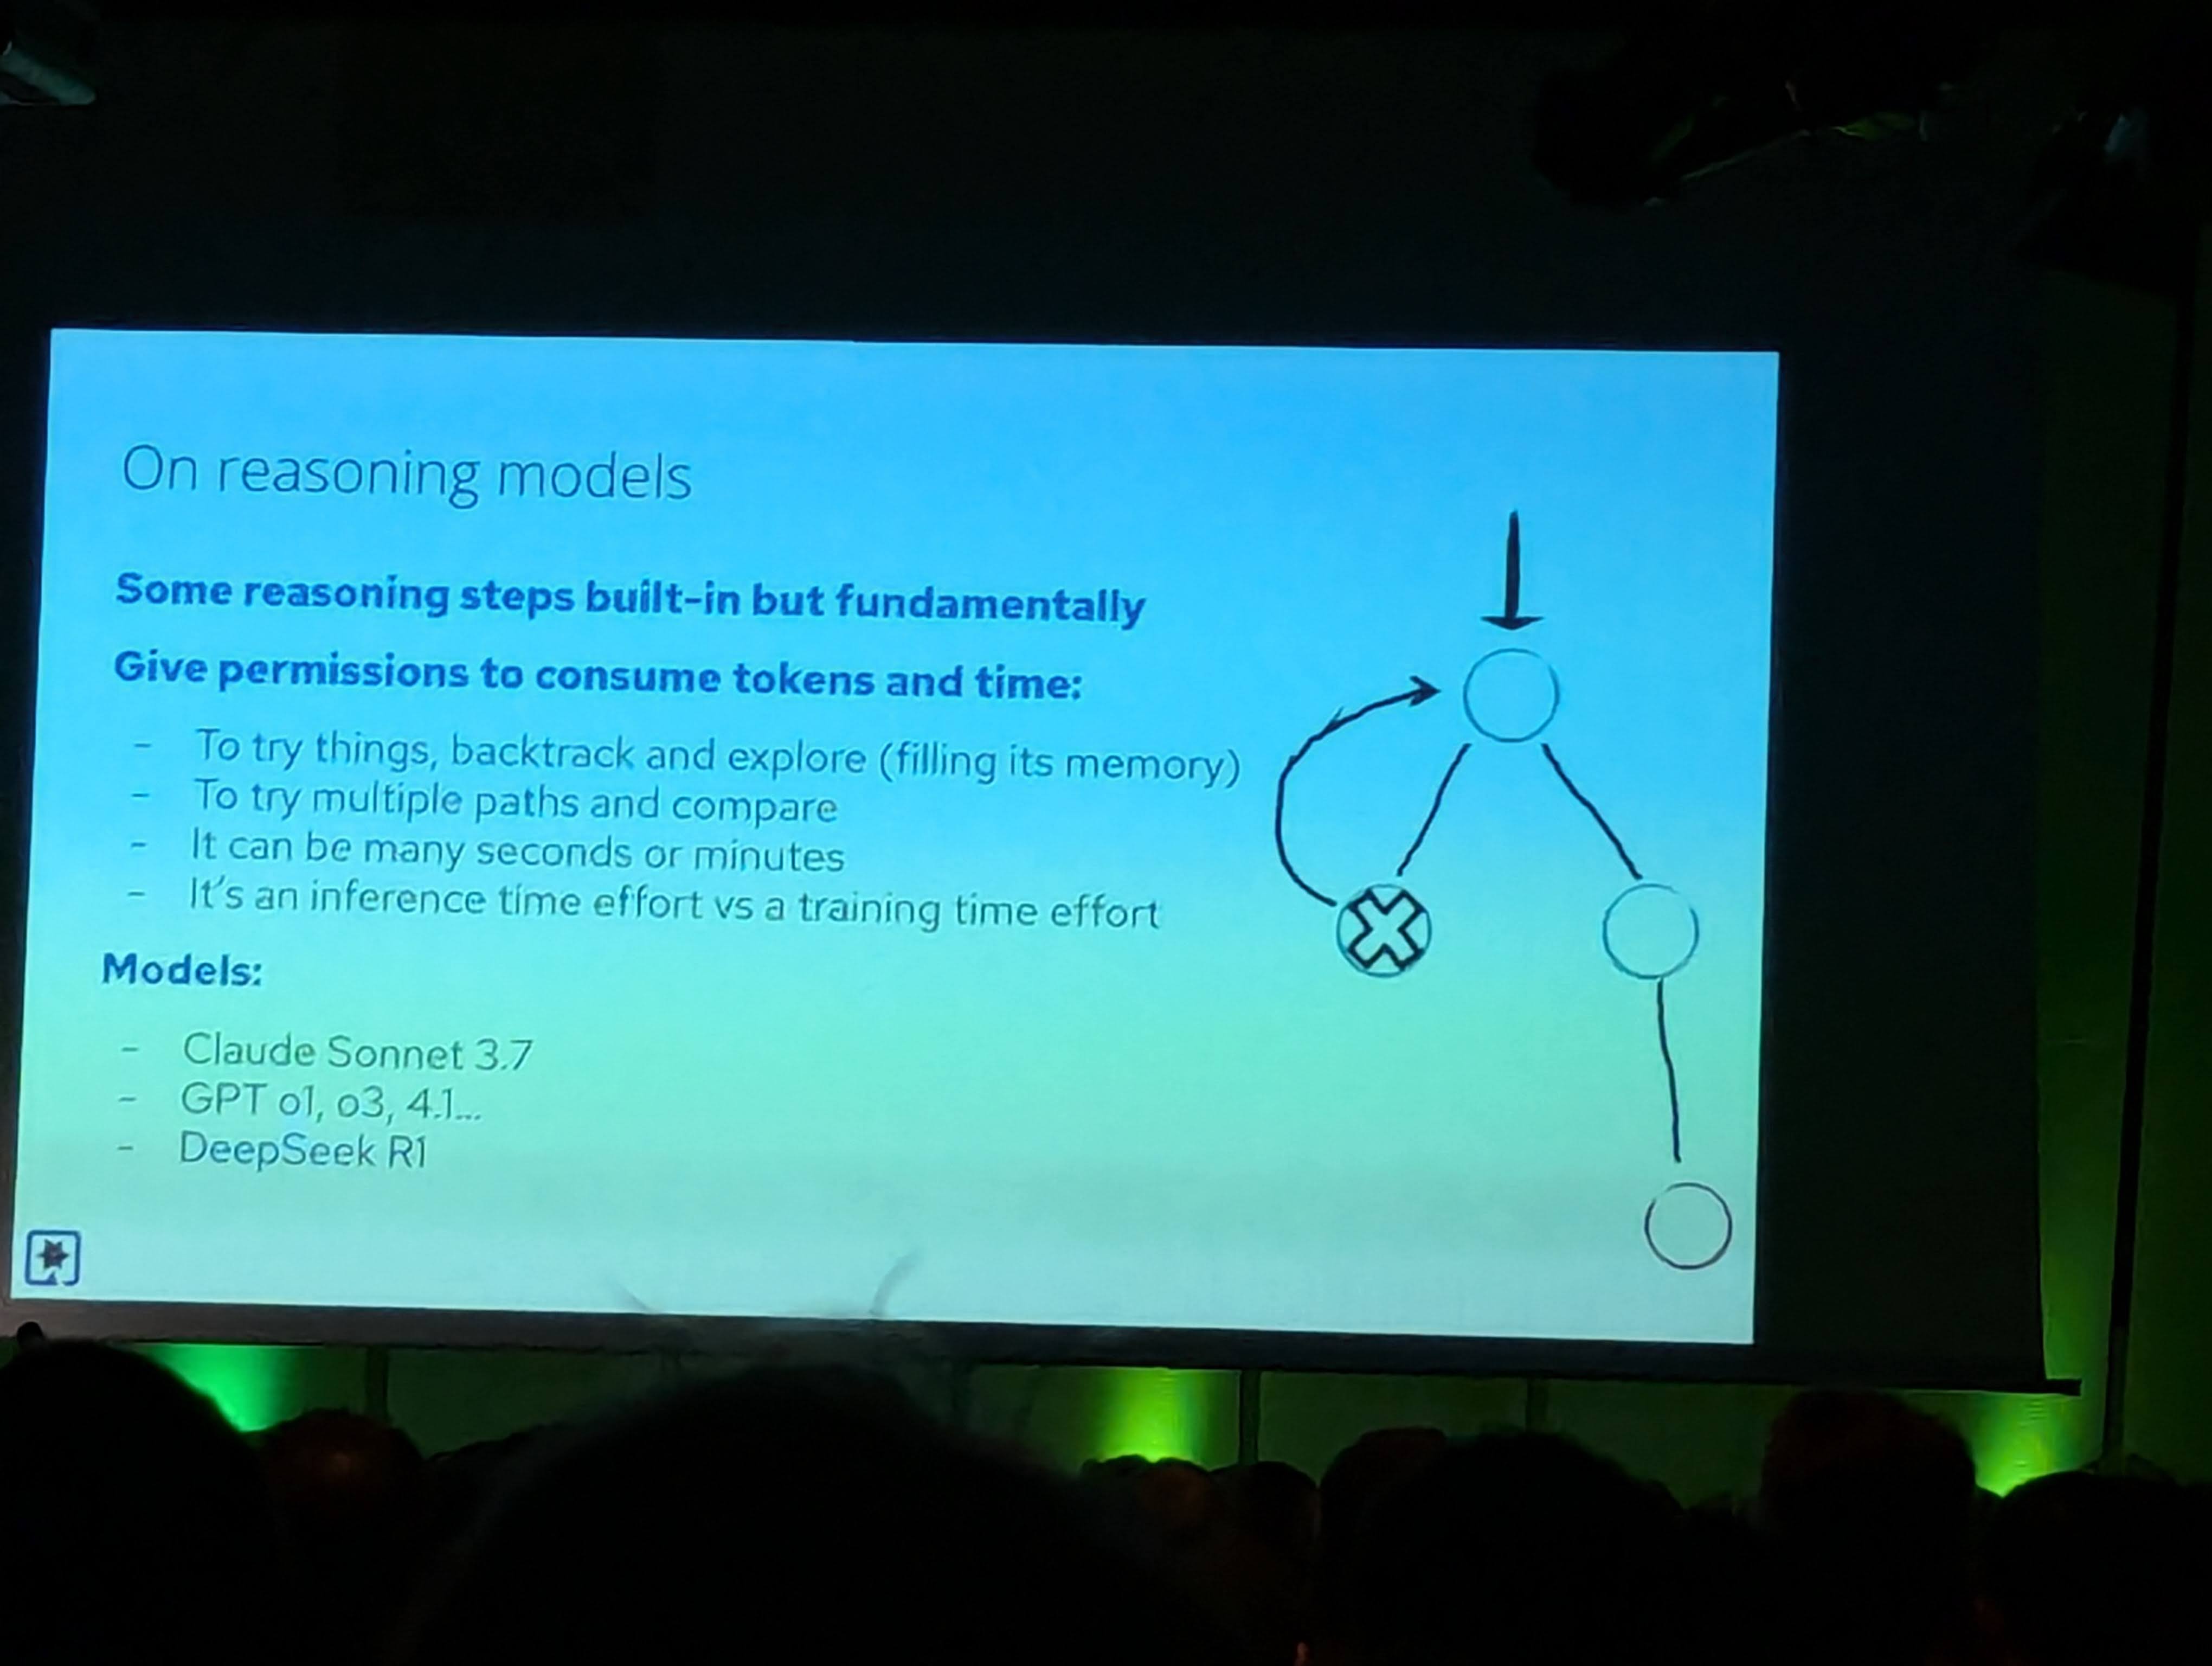 On reasoning models
Some reasoning steps built-in but fundamentally
Give permissions to consume tokens and time:
- To try things, backtrack and explore (filling its memory)
- To try multiple paths and compare
- It can be many seconds or minutes
- It's an inference time effort vs a training time effort
Models:
- Claude Sonnet 3.7
- GPT o1, o3, 4.1...
- DeepSeek R1